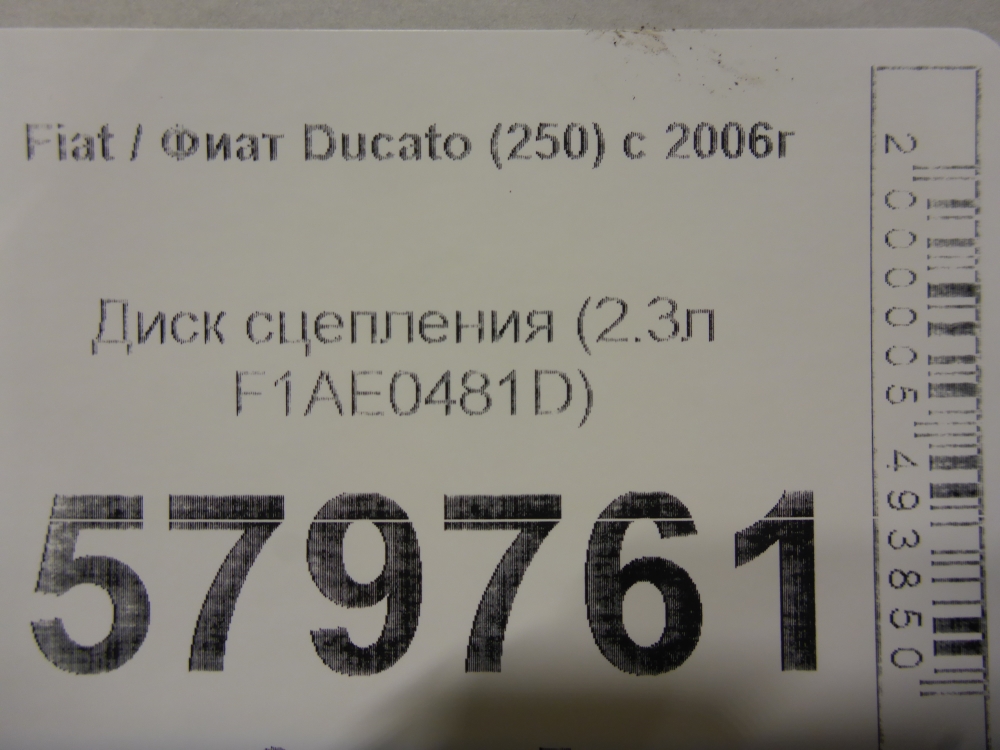 Fiat / Фиат Ducato (250) с 2006г
Диск сцепления (2.3л
F1AE0481D)
579761
2000005493850